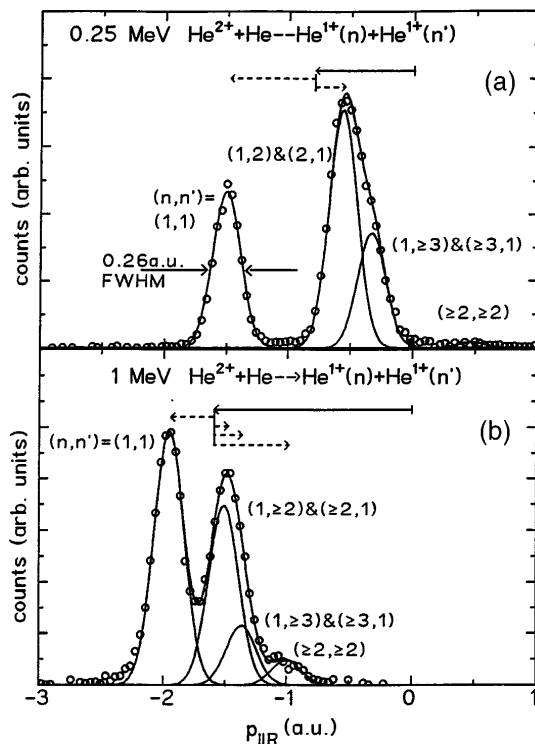 0.25 MeV He2+ +He--He1+(n)+He1+(n')
(a)
(1,2)&(2,1)
(n,n')=
(1,1)
(1,≥3)&(≥3,1)
0.26a.u.
FWHM
(≥2,≥2)
counts (arb. units)
1 MeV He2+ +He-->He1+(n)+He1+(n')
(b)
(n,n')=(1,1)
(1,≥2)&(≥2,1)
(1,≥3)&(≥3,1)
(≥2,≥2)
counts (arb. units)
-3 -2 -1 0 1
p||R (a.u.)